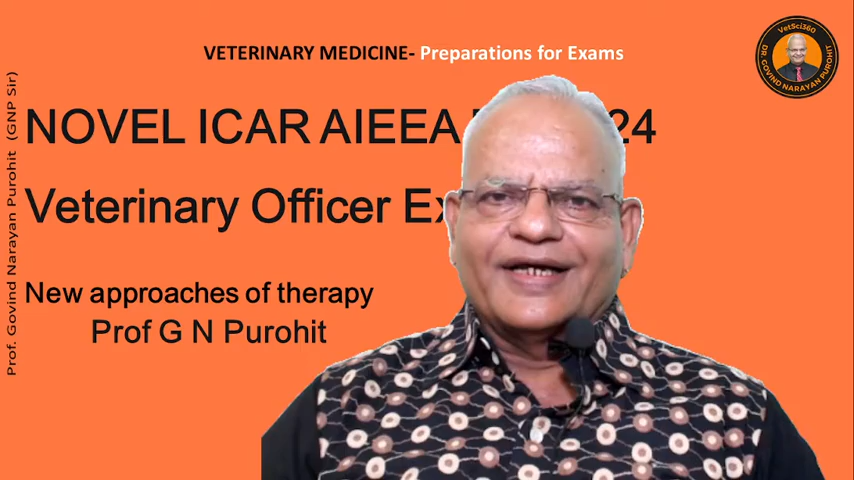 VETERINARY MEDICINE- Preparations for Exams
VetSci360
DR. GOVIND NARAYAN PUROHIT
Prof. Govind Narayan Purohit (GNP Sir)
NOVEL ICAR AIEEA 24
Veterinary Officer
New approaches of therapy
Prof G N Purohit